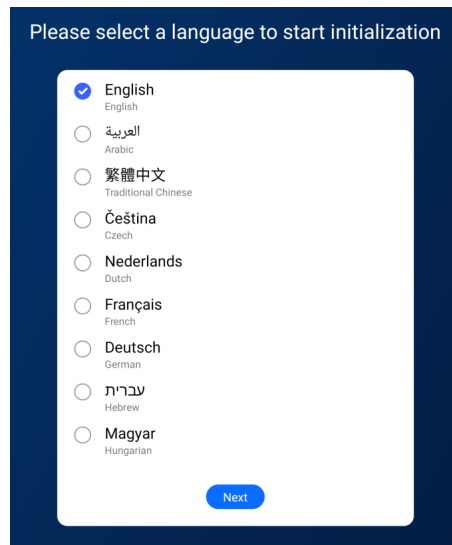 Please select a language to start initialization
English
English
العربية
Arabic
繁體中文
Traditional Chinese
Čeština
Czech
Nederlands
Dutch
Français
French
Deutsch
German
עברית
Hebrew
Magyar
Hungarian
Next